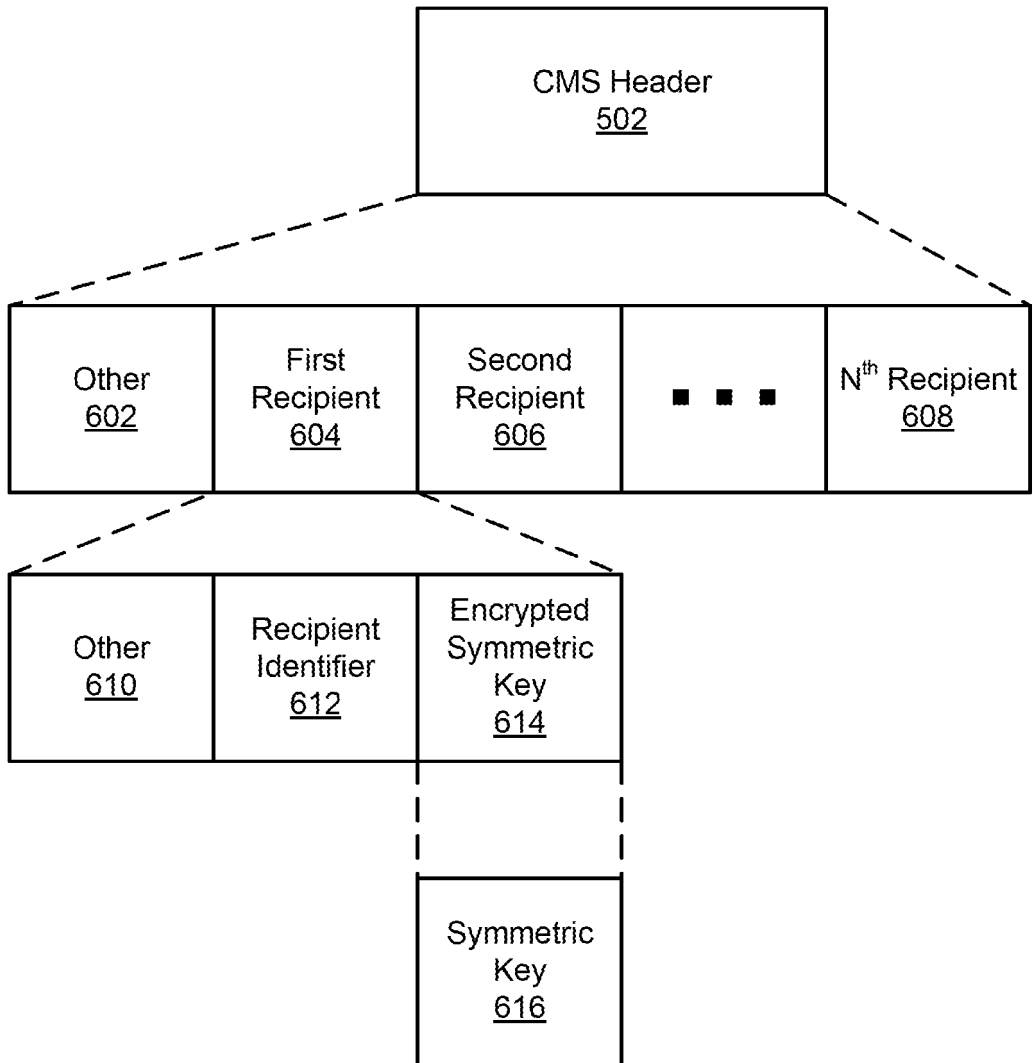 CMS Header
502
Other
602
First
Recipient
604
Second
Recipient
606
Nth Recipient
608
Other
610
Recipient
Identifier
612
Encrypted
Symmetric
Key
614
Symmetric
Key
616